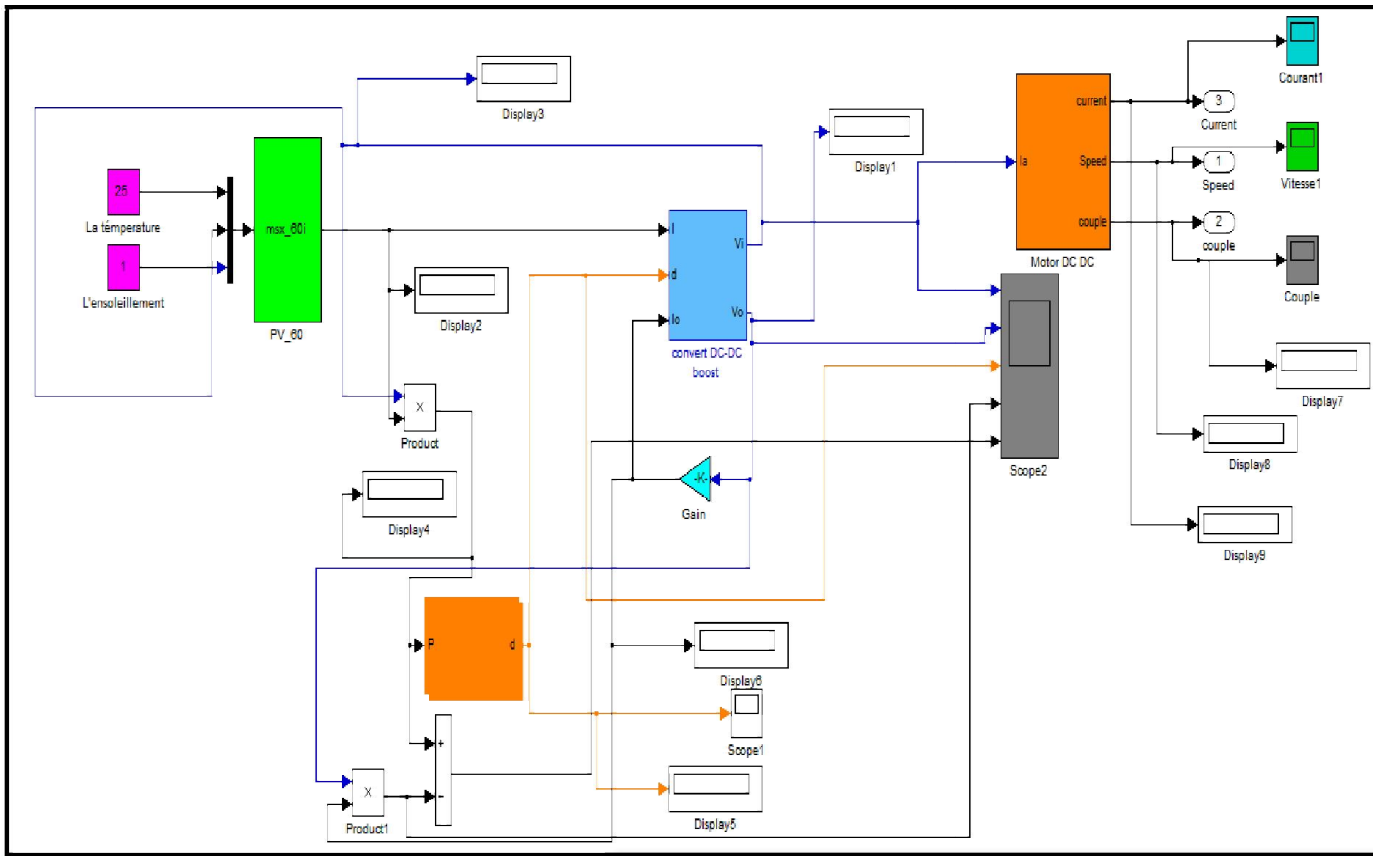 Courant1
current
3
Current
Display3
Display1
Ia
Speed
1
Speed
Vitesse1
25
La témpérature
msx_60i
I
Vi
couple
2
couple
1
L'ensoleillement
PV_60
Display2
d
Motor DC DC
Couple
Io
Vo
convert DC-DC
boost
X
Product
Display7
Scope2
Display8
-K-
Gain
Display4
Display9
P
d
Display6
+
Scope1
X
-
Product1
Display5